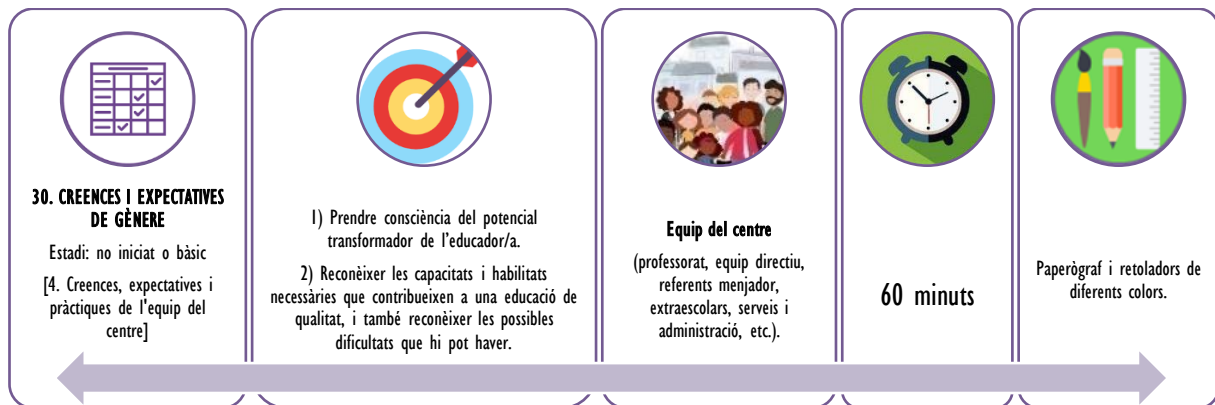 30. CREENCES I EXPECTATIVES
DE GÈNERE
Estadi: no iniciat o bàsic
[4. Creences, expectatives i
pràctiques de l'equip del
centre]
1) Prendre consciència del potencial
transformador de l'educador/a.
2) Reconèixer les capacitats i habilitats
necessàries que contribueixen a una educació de
qualitat, i també reconèixer les possibles
dificultats que hi pot haver.
Equip del centre
(professorat, equip directiu,
referents menjador,
extraescolars, serveis i
administració, etc.).
60 minuts
Paperògraf i retoladors de
diferents colors.